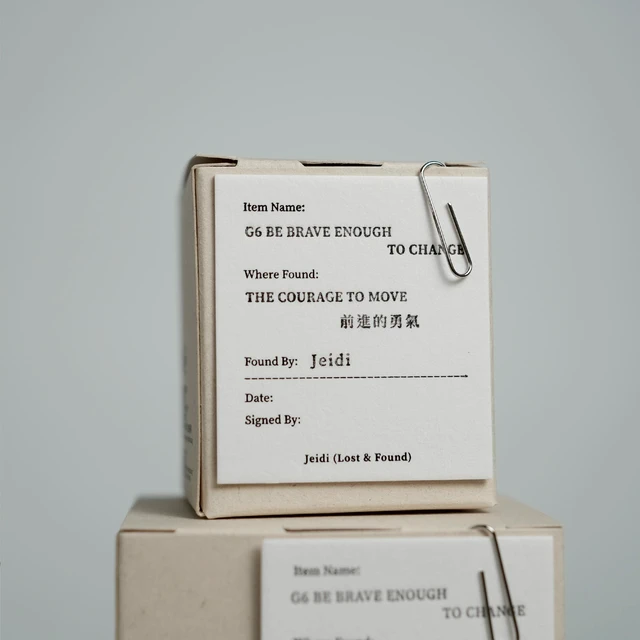 Item Name:
G6 BE BRAVE ENOUGH
TO CHANGE
Where Found:
THE COURAGE TO MOVE
前進的勇氣
Found By: Jeidi
Date:
Signed By:
Jeidi (Lost & Found)
Item Name:
G6 BE BRAVE ENOUGH
TO CHANGE